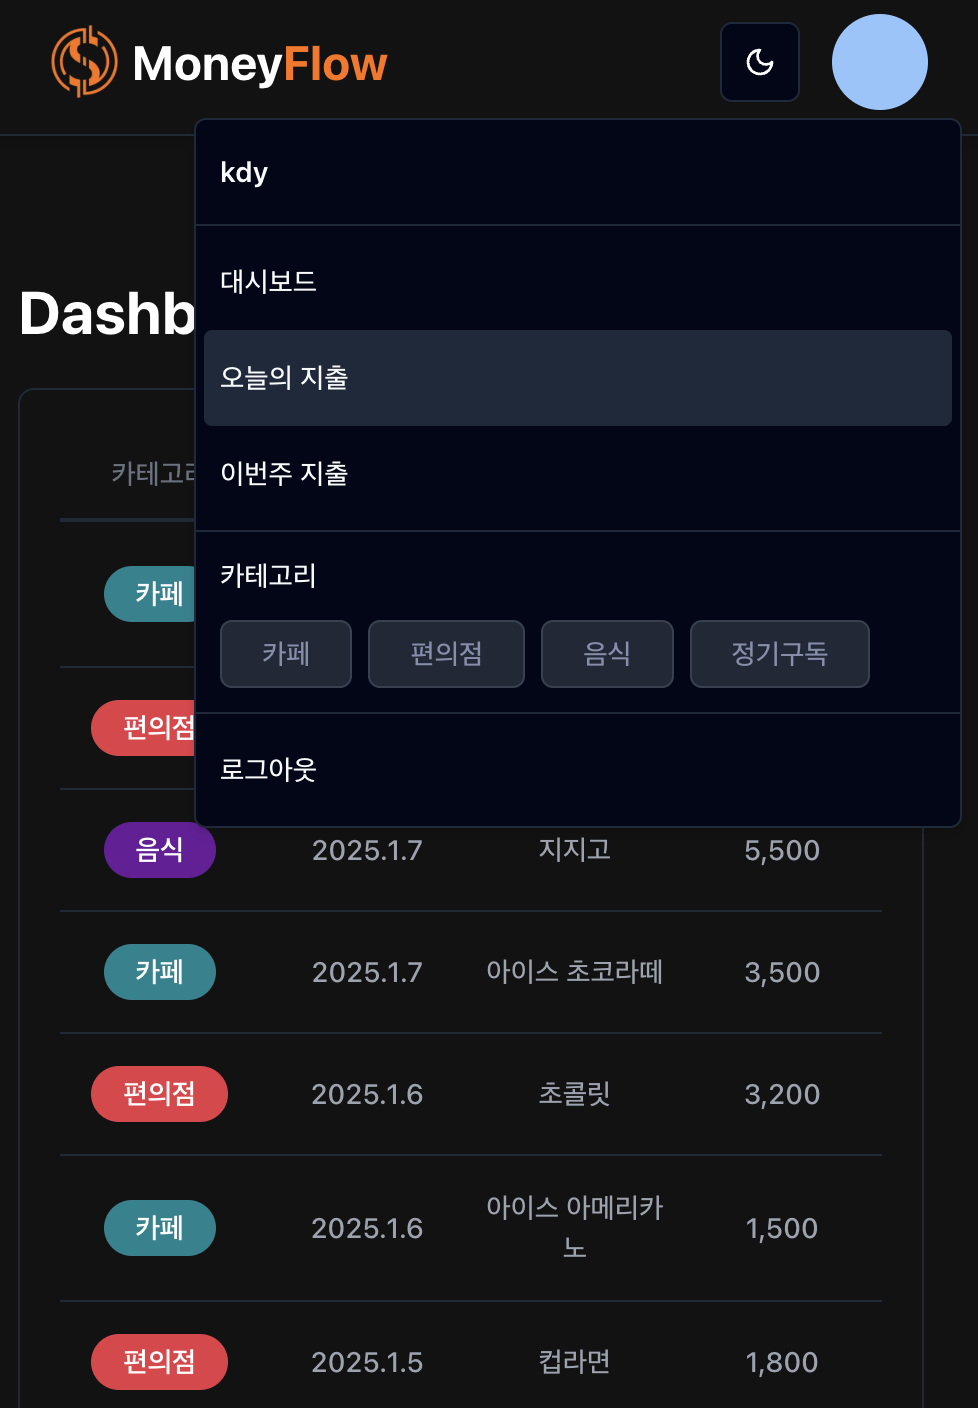 MoneyFlow
kdy
대시보드
오늘의 지출
이번주 지출
카테고리
카페 편의점 음식 정기구독
로그아웃
Dashb
카테고리
카페
편의점
음식 2025.1.7 지지고 5,500
카페 2025.1.7 아이스 초코라떼 3,500
편의점 2025.1.6 초콜릿 3,200
카페 2025.1.6 아이스 아메리카 1,500
노
편의점 2025.1.5 컵라면 1,800